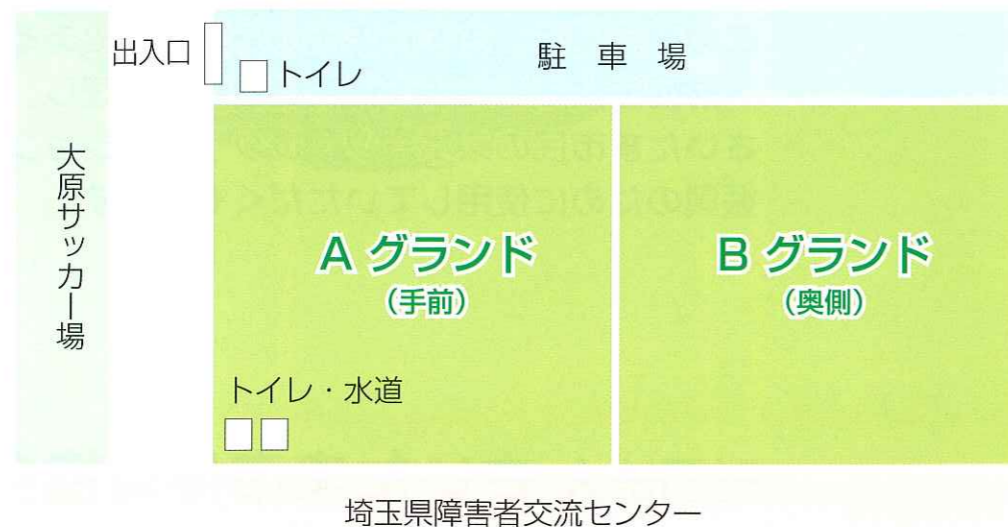 出入口
トイレ
駐車場
大原サッカー場
A グランド
(手前)
B グランド
(奥側)
トイレ・水道
埼玉県障害者交流センター